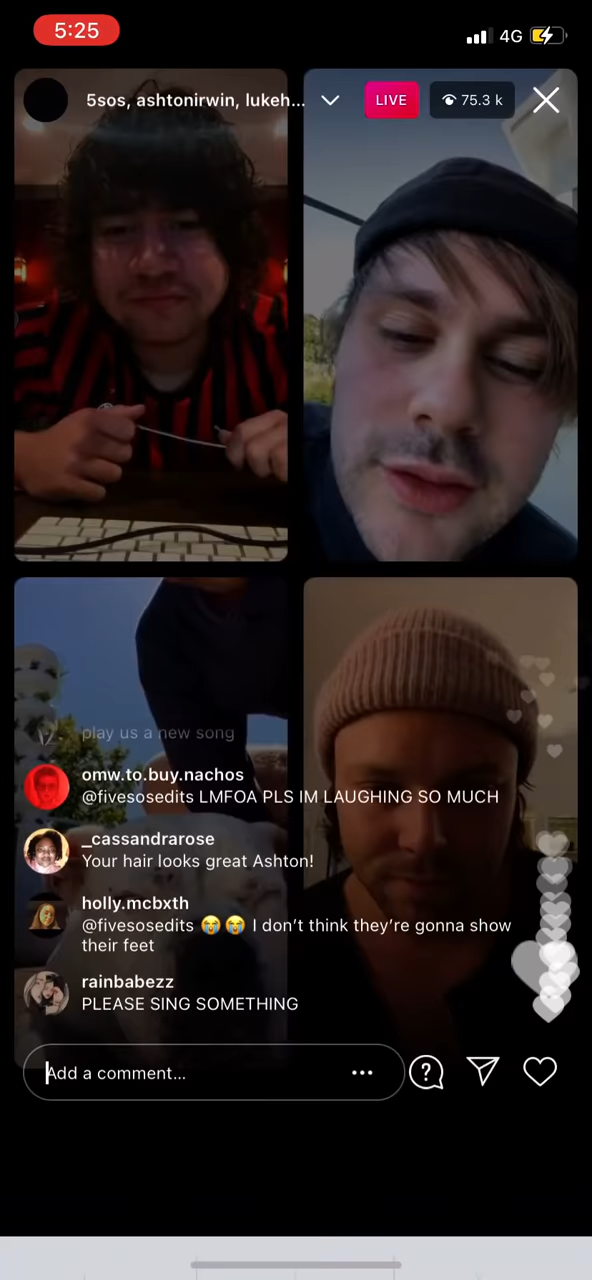 5:25
4G
5sos, ashtonirwin, lukeh...
LIVE
75.3 k
play us a new song
omw.to.buy.nachos
@fivesosedits LMFOA PLS IM LAUGHING SO MUCH
_cassandrarose
Your hair looks great Ashton!
holly.mcbxth
@fivesosedits 😭😭 I don't think they're gonna show
their feet
rainbabezz
PLEASE SING SOMETHING
Add a comment...